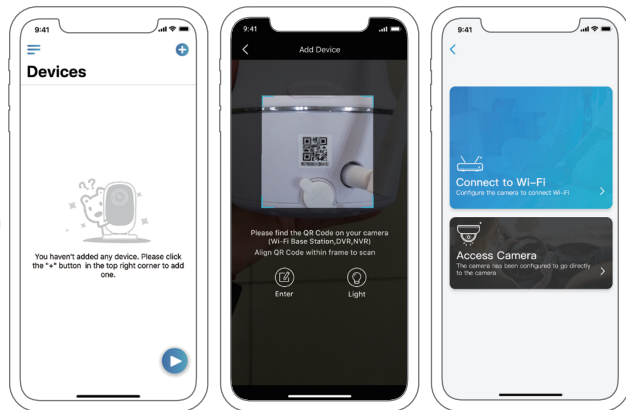 9:41
Devices
??
You haven't added any device. Please click
the "+" button in the top right corner to add
one.
9:41
Add Device
Please find the QR Code on your camera
(Wi-Fi Base Station,DVR,NVR)
Align QR Code within frame to scan
Enter
Light
9:41
Connect to Wi-Fi
Configure the camera to connect Wi-Fi
Access Camera
The camera has been configured to go directly
to the camera